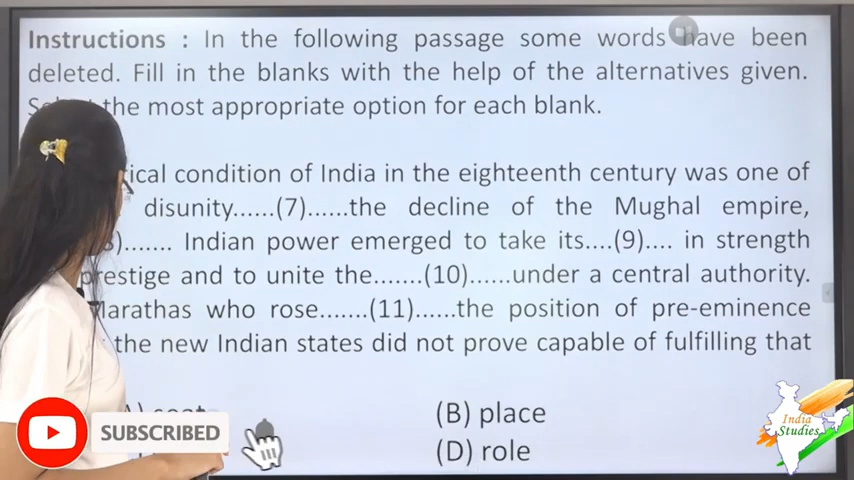 Instructions : In the following passage some words have been
deleted. Fill in the blanks with the help of the alternatives given.
the most appropriate option for each blank.
condition of India in the eighteenth century was one of
disunity......(7)......the decline of the Mughal empire,
....... Indian power emerged to take its....(9).... in strength
prestige and to unite the.......(10)......under a central authority.
Marathas who rose.......(11)......the position of pre-eminence
the new Indian states did not prove capable of fulfilling that
(B) place
(D) role
SUBSCRIBED
India
Studies